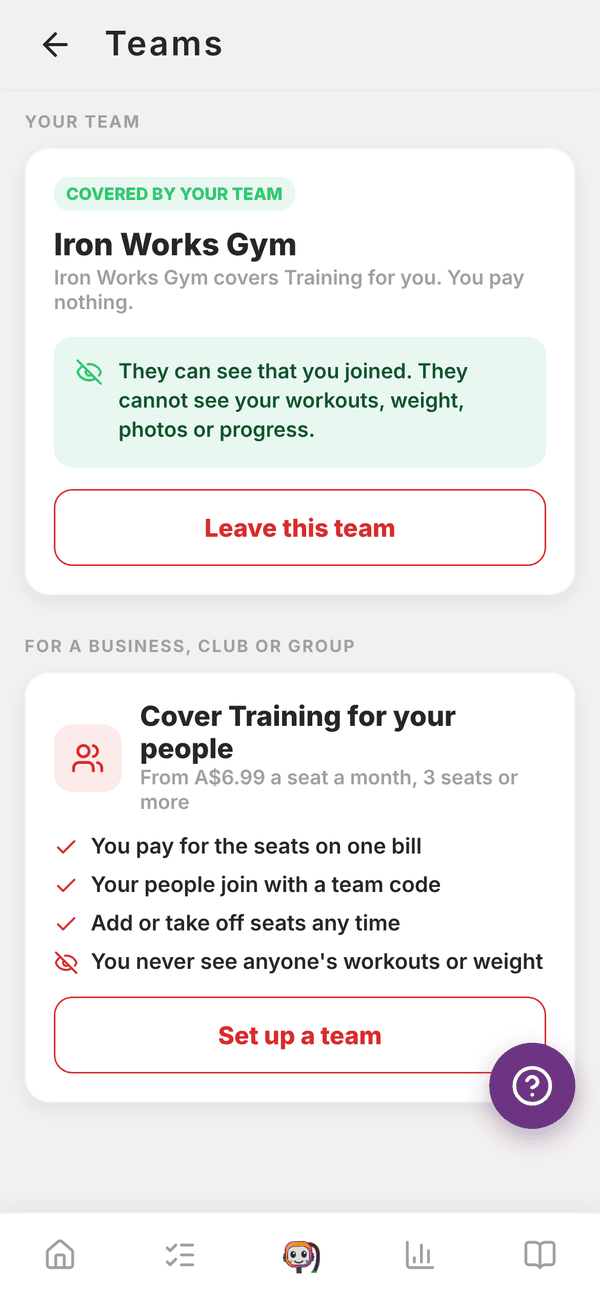 Teams
YOUR TEAM
COVERED BY YOUR TEAM
Iron Works Gym
Iron Works Gym covers Training for you. You pay
nothing.
They can see that you joined. They
cannot see your workouts, weight,
photos or progress.
Leave this team
FOR A BUSINESS, CLUB OR GROUP
Cover Training for your
people
From A$6.99 a seat a month, 3 seats or
more
You pay for the seats on one bill
Your people join with a team code
Add or take off seats any time
You never see anyone's workouts or weight
Set up a team